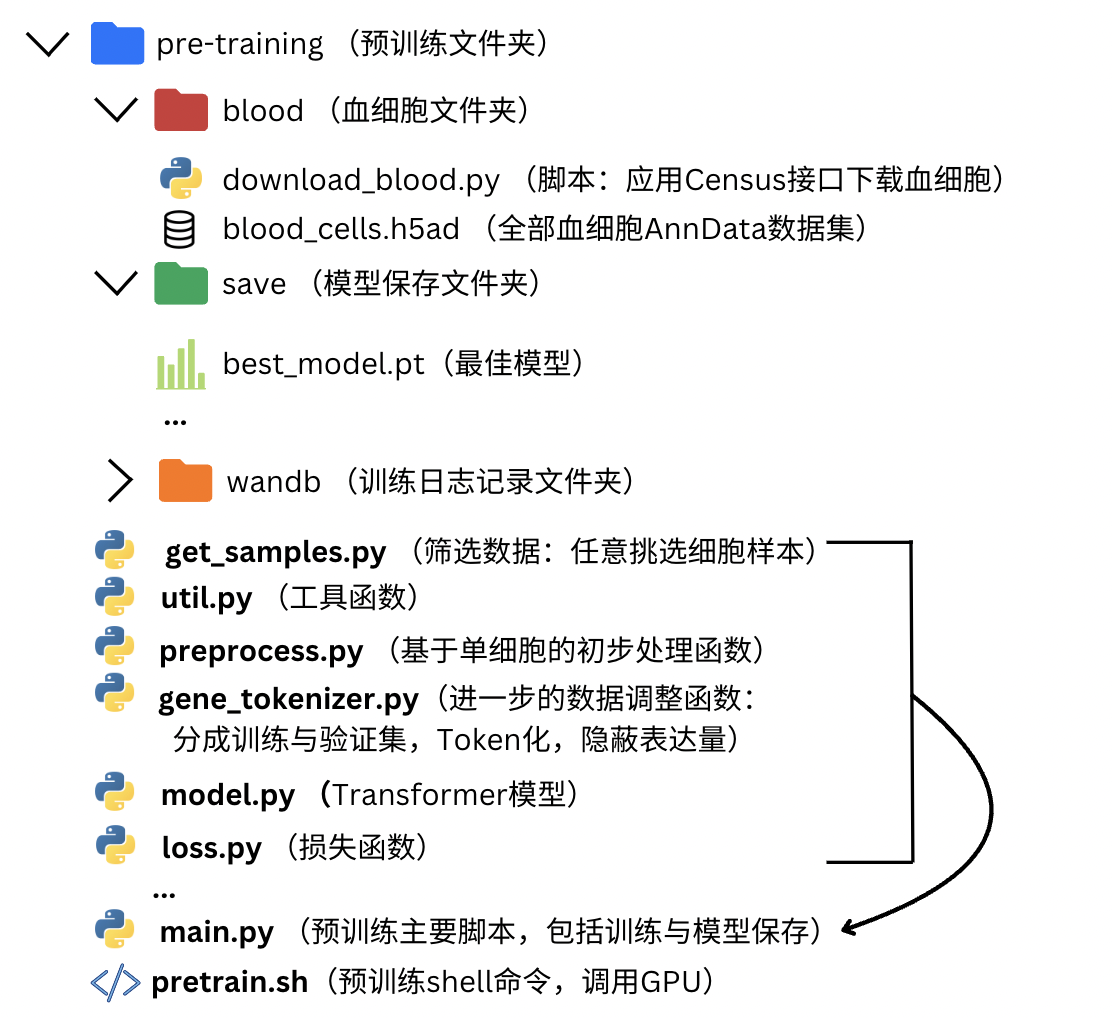 pre-training （预训练文件夹）
blood （血细胞文件夹）
download_blood.py （脚本：应用Census接口下载血细胞）
blood_cells.h5ad （全部血细胞AnnData数据集）
save （模型保存文件夹）
best_model.pt（最佳模型）
...
wandb （训练日志记录文件夹）
get_samples.py （筛选数据：任意挑选细胞样本）
util.py （工具函数）
preprocess.py （基于单细胞的初步处理函数）
gene_tokenizer.py（进一步的数据调整函数：
分成训练与验证集，Token化，隐蔽表达量）
model.py （Transformer模型）
loss.py （损失函数）
...
main.py （预训练主要脚本，包括训练与模型保存）
</> pretrain.sh（预训练shell命令，调用GPU）